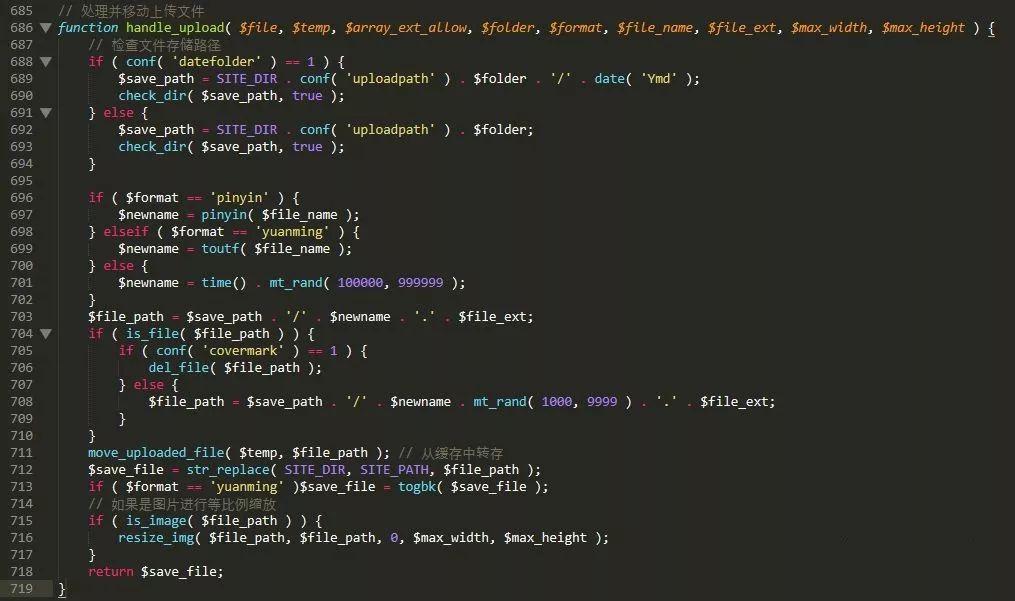 685 // 处理并移动上传文件
686 function handle_upload( $file, $temp, $array_ext_allow, $folder, $format, $file_name, $file_ext, $max_width, $max_height ) {
687     // 检查文件存储路径
688     if ( conf( 'datefolder' ) == 1 ) {
689         $save_path = SITE_DIR . conf( 'uploadpath' ) . $folder . '/' . date( 'Ymd' );
690         check_dir( $save_path, true );
691     } else {
692         $save_path = SITE_DIR . conf( 'uploadpath' ) . $folder;
693         check_dir( $save_path, true );
694     }
695
696     if ( $format == 'pinyin' ) {
697         $newname = pinyin( $file_name );
698     } elseif ( $format == 'yuanming' ) {
699         $newname = toutf( $file_name );
700     } else {
701         $newname = time() . mt_rand( 100000, 999999 );
702     }
703     $file_path = $save_path . '/' . $newname . '.' . $file_ext;
704     if ( is_file( $file_path ) ) {
705         if ( conf( 'covermark' ) == 1 ) {
706             del_file( $file_path );
707         } else {
708             $file_path = $save_path . '/' . $newname . mt_rand( 1000, 9999 ) . '.' . $file_ext;
709         }
710     }
711     move_uploaded_file( $temp, $file_path ); // 从缓存中转存
712     $save_file = str_replace( SITE_DIR, SITE_PATH, $file_path );
713     if ( $format == 'yuanming' )$save_file = togbk( $save_file );
714     // 如果是图片进行等比例缩放
715     if ( is_image( $file_path ) ) {
716         resize_img( $file_path, $file_path, 0, $max_width, $max_height );
717     }
718     return $save_file;
719 }